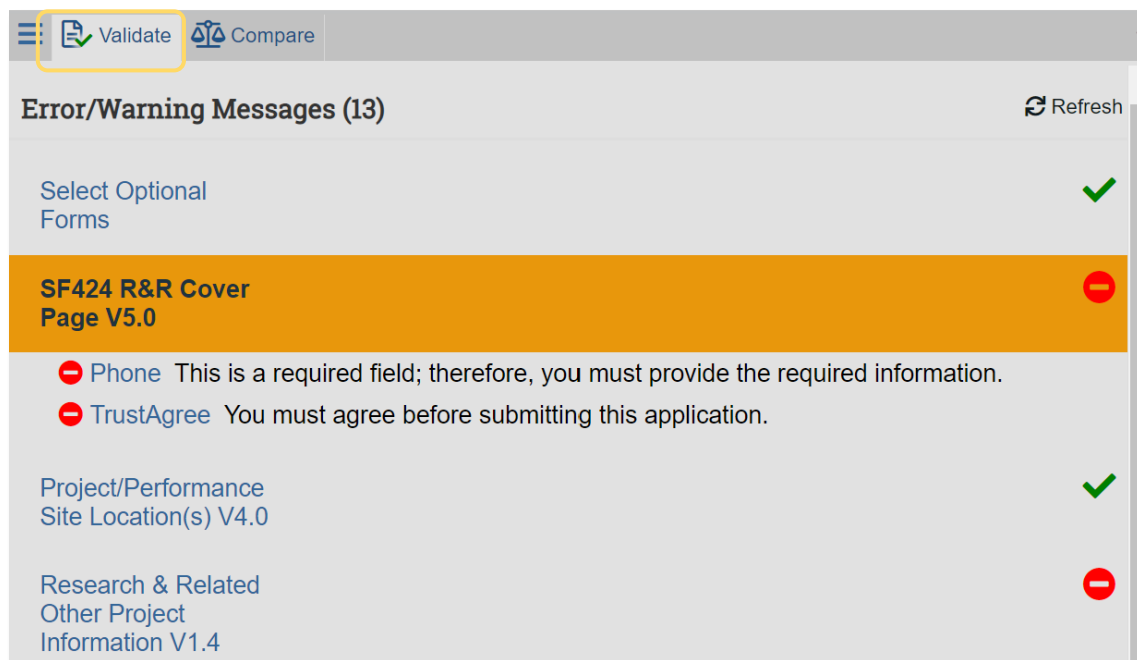 Validate Compare
Error/Warning Messages (13) Refresh
Select Optional
Forms
SF424 R&R Cover
Page V5.0
Phone This is a required field; therefore, you must provide the required information.
TrustAgree You must agree before submitting this application.
Project/Performance
Site Location(s) V4.0
Research & Related
Other Project
Information V1.4